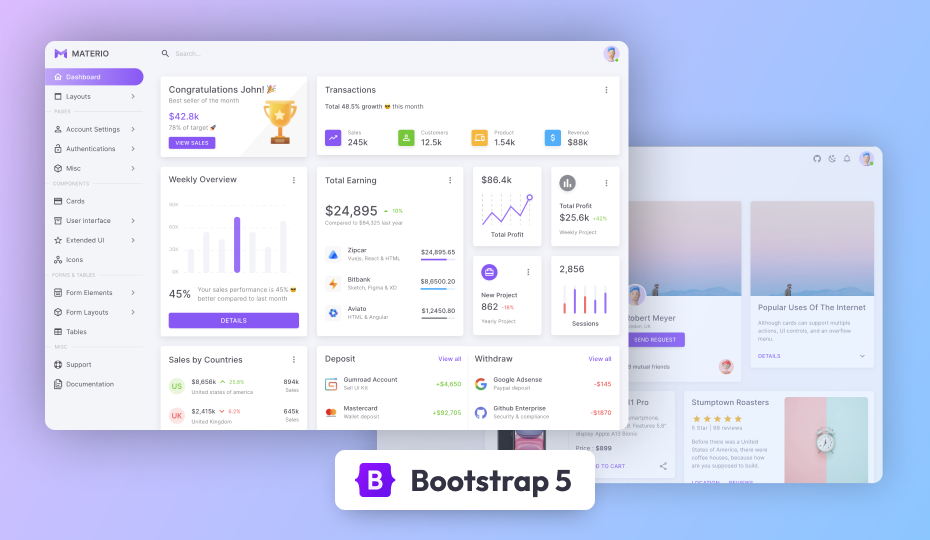 MATERIO
Search...
Dashboard
Layouts
PAGES
Account Settings
Authentications
Misc
COMPONENTS
Cards
User interface
Extended UI
Icons
FORMS & TABLES
Form Elements
Form Layouts
Tables
MISC
Support
Documentation
Congratulations John! 🎉
Best seller of the month
$42.8k
78% of target 🚀
VIEW SALES
Transactions
Total 48.5% growth 😎 this month
Sales
245k
Customers
12.5k
Product
1.54k
Revenue
$88k
Weekly Overview
90K
60K
30K
0K
45%
Your sales performance is 45% 😎
better compared to last month
DETAILS
Total Earning
$24,895
16%
Compared to $84,325 last year
Zipcar
Vuejs, React & HTML
$24,895.65
Bitbank
Sketch, Figma & XD
$8,6500.20
Aviato
HTML & Angular
$1,2450.80
$86.4k
Total Profit
Total Profit
$25.6k
+42%
Weekly Project
New Project
862
-18%
Yearly Project
2,856
Sessions
Sales by Countries
US
$8,656k
25.8%
United states of america
894k
Sales
UK
$2,415k
6.2%
United Kingdom
645k
Sales
Deposit
View all
Gumroad Account
Sell UI Kit
+$4,650
Mastercard
Wallet deposit
+$92,705
Withdraw
View all
Google Adsense
Paypal deposit
-$145
Github Enterprise
Security & compliance
-$1870
obert Meyer
London, UK
SEND REQUEST
mutual friends
Popular Uses Of The Internet
Although cards can support multiple
actions, UI controls, and an overflow
menu.
DETAILS
11 Pro
smartphone.
Features 5.8"
display Apple A13 Bionic
Price : $899
TO CART
Stumptown Roasters
5 Star | 98 reviews
Before there was a United
States of America, there were
coffee houses, because how
are you supposed to build.
LOCATION
REVIEWS
B
Bootstrap 5